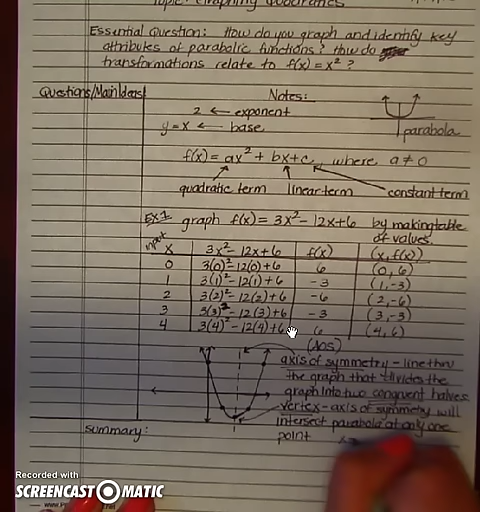 Topic: Graphing Quadratics
Essential Question: How do you graph and identify key
attributes of parabolic functions? How do
transformations relate to f(x) = x²?
Questions/Main Ideas
Notes:
2 ← exponent
y = x ← base
parabola
f(x) = ax² + bx + c, where a ≠ 0
quadratic term linear term constant term
Ex 1 graph f(x) = 3x² - 12x + 6 by making table
of values.
input
x 3x² - 12x + 6 f(x) (x, f(x))
0 3(0)² - 12(0) + 6 6 (0, 6)
1 3(1)² - 12(1) + 6 -3 (1, -3)
2 3(2)² - 12(2) + 6 -6 (2, -6)
3 3(3)² - 12(3) + 6 -3 (3, -3)
4 3(4)² - 12(4) + 6 6 (4, 6)
(AOS)
axis of symmetry - line thru
the graph that divides the
graph into two congruent halves
vertex - axis of symmetry will
intersect parabola at only one
point
Summary:
Recorded with
SCREENCAST-O-MATIC